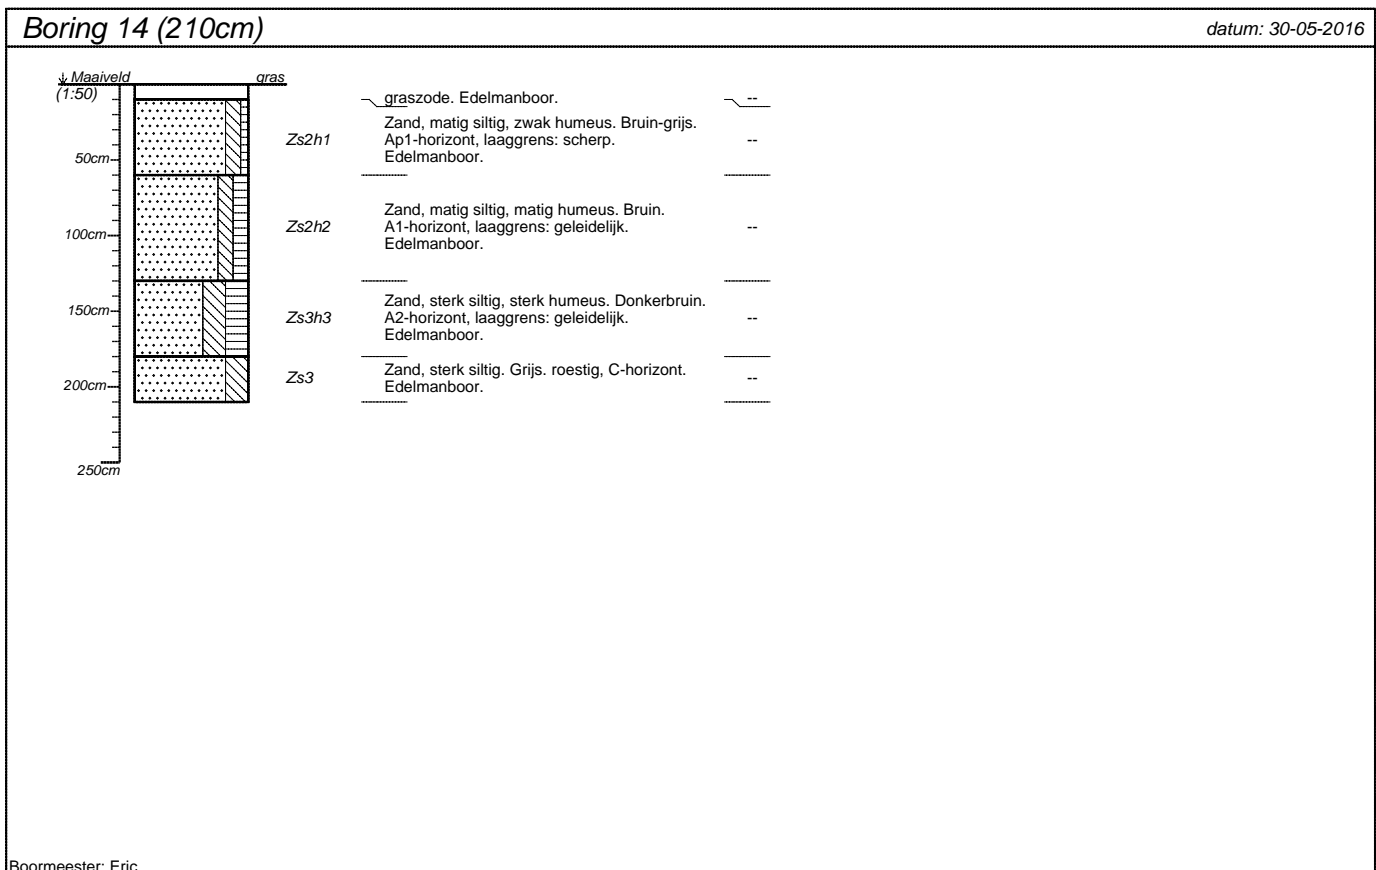 Boring 14 (210cm)
datum: 30-05-2016
Maaiveld
gras
(1:50)
graszode. Edelmanboor.
--
Zs2h1
Zand, matig siltig, zwak humeus. Bruin-grijs.
Ap1-horizont, laaggrens: scherp.
Edelmanboor.
--
50cm
Zs2h2
Zand, matig siltig, matig humeus. Bruin.
A1-horizont, laaggrens: geleidelijk.
Edelmanboor.
--
100cm
150cm
Zs3h3
Zand, sterk siltig, sterk humeus. Donkerbruin.
A2-horizont, laaggrens: geleidelijk.
Edelmanboor.
--
Zs3
Zand, sterk siltig. Grijs. roestig, C-horizont.
Edelmanboor.
--
200cm
250cm
Boormeester: Eric